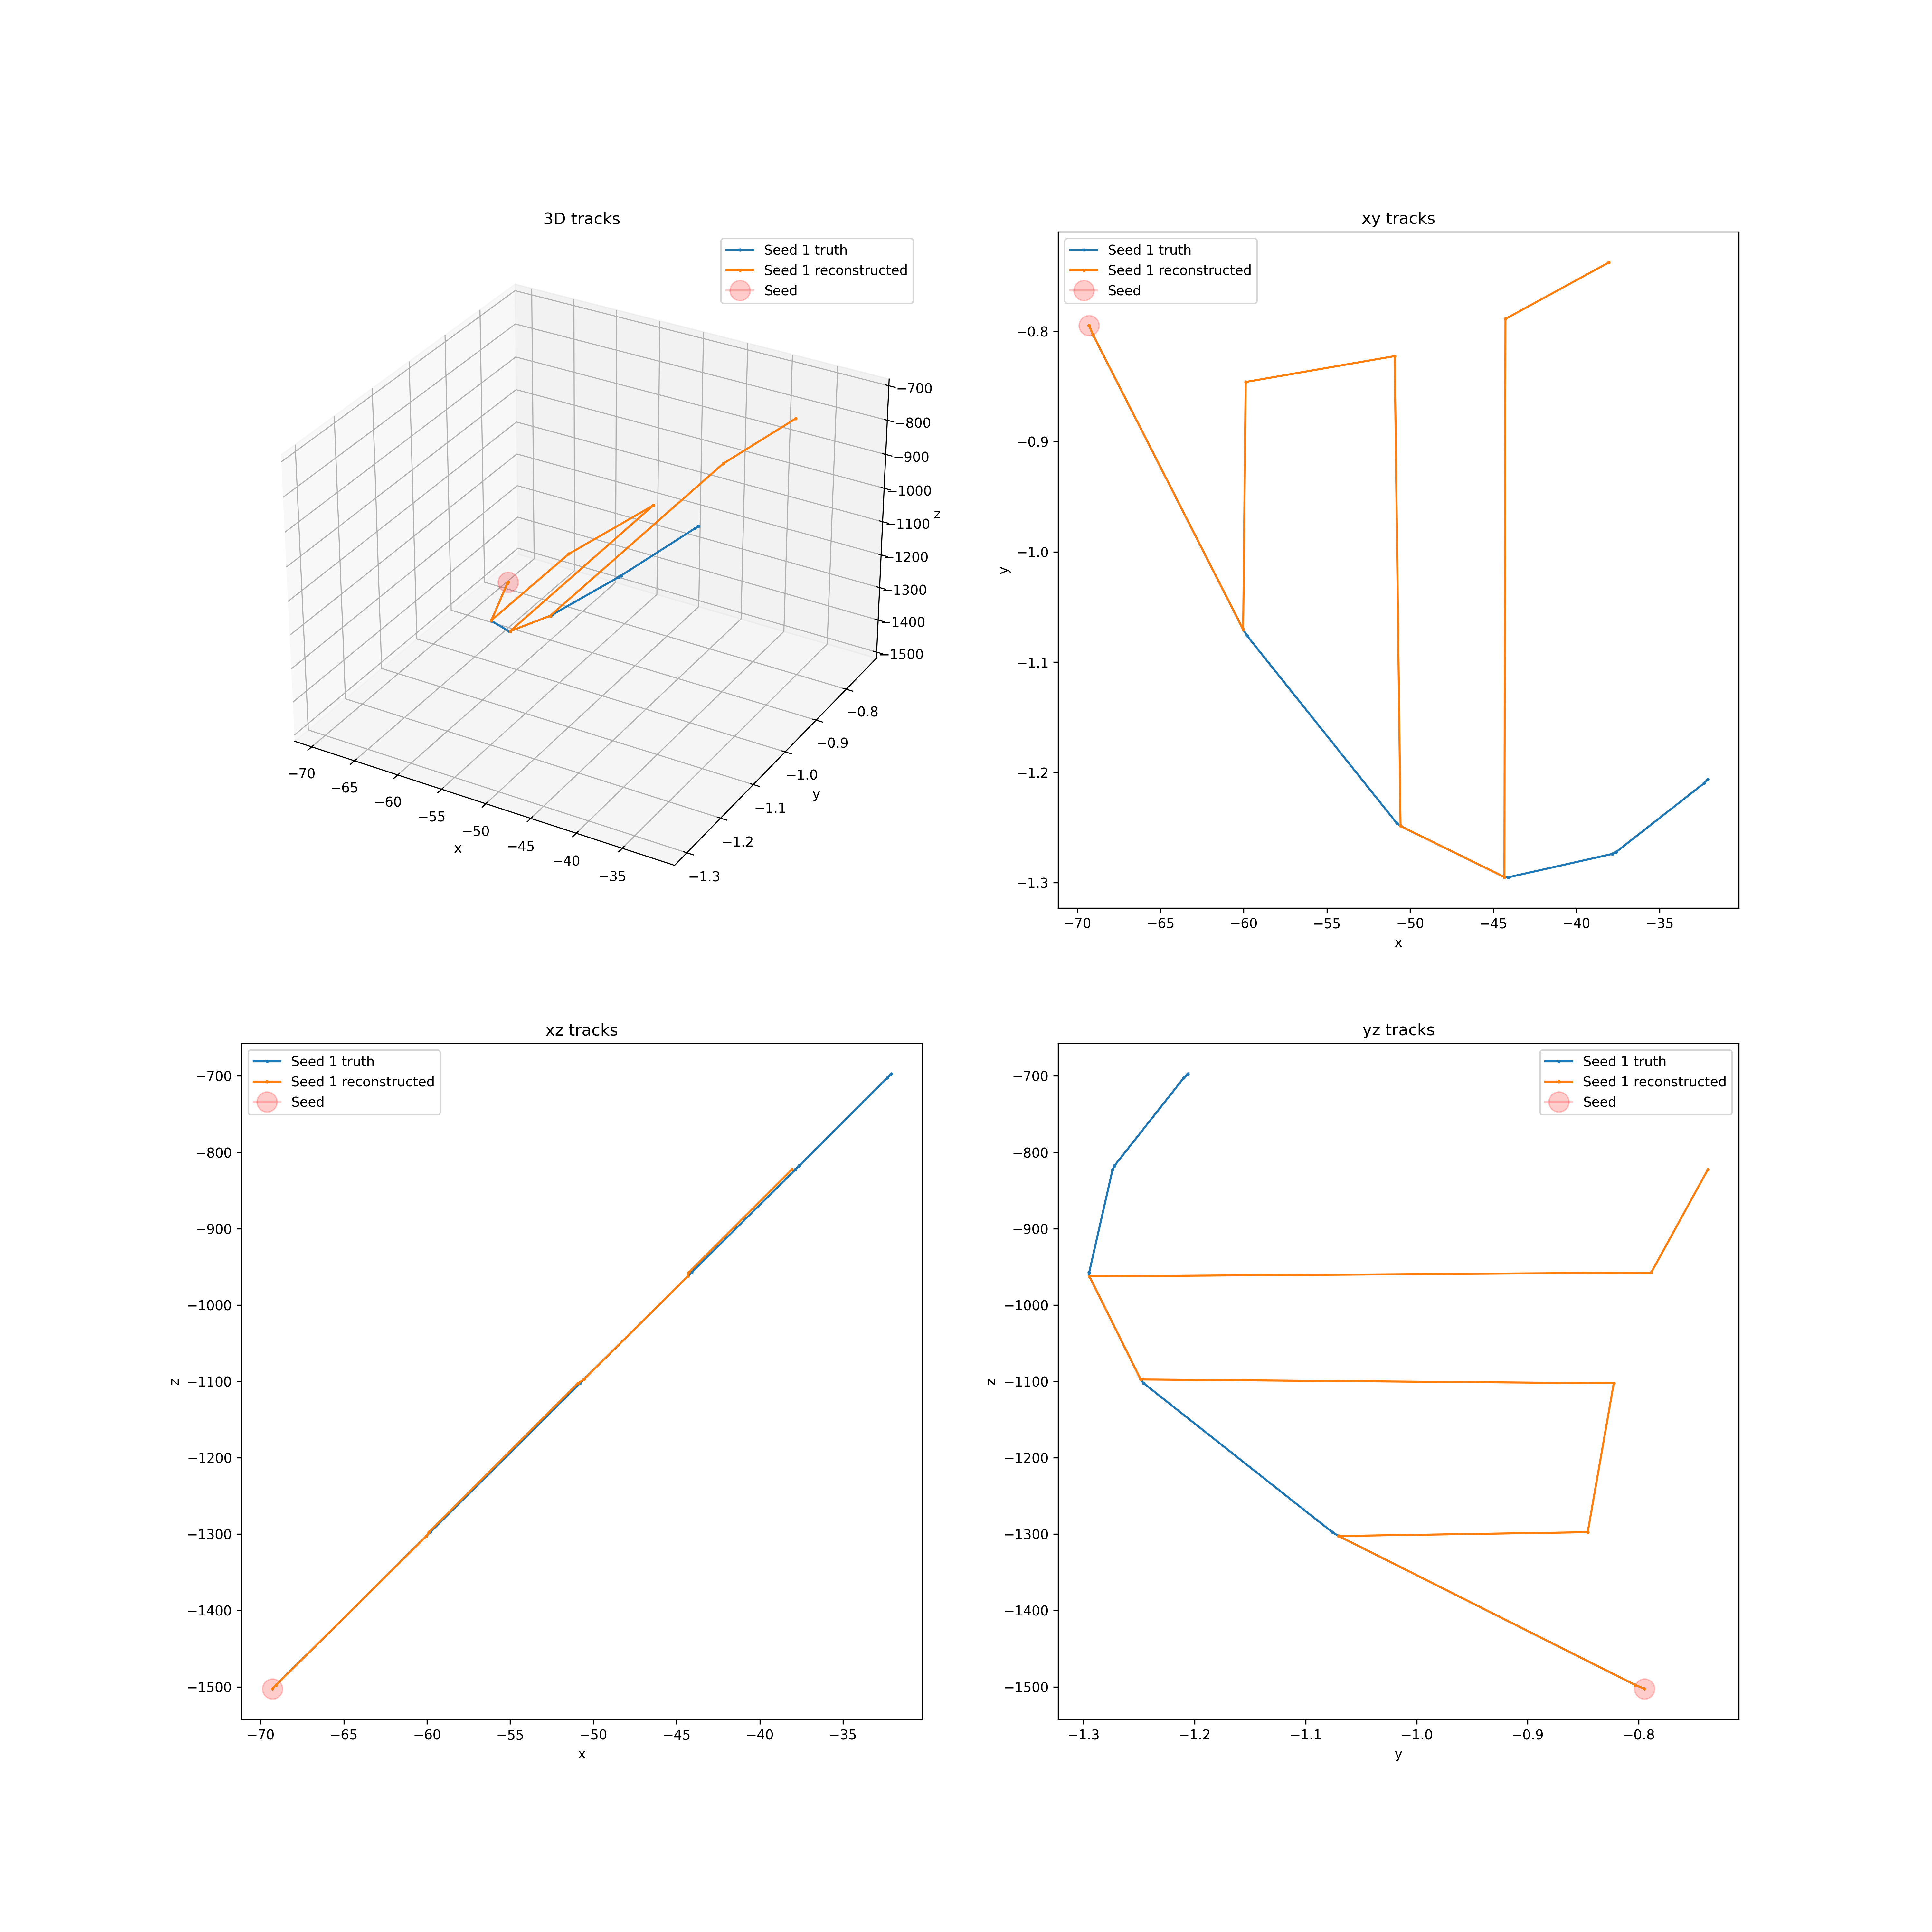 3D tracks
Seed 1 truth
Seed 1 reconstructed
Seed
−700
−800
−900
−1000
−1100
−1200
−1300
−1400
−1500
z
−0.8
−0.9
−1.0
−1.1
−1.2
−1.3
y
−70
−65
−60
−55
−50
−45
−40
−35
x
xy tracks
Seed 1 truth
Seed 1 reconstructed
Seed
−0.8
−0.9
−1.0
−1.1
−1.2
−1.3
y
−70 −65 −60 −55 −50 −45 −40 −35
x
xz tracks
Seed 1 truth
Seed 1 reconstructed
Seed
−700
−800
−900
−1000
−1100
−1200
−1300
−1400
−1500
z
−70 −65 −60 −55 −50 −45 −40 −35
x
yz tracks
Seed 1 truth
Seed 1 reconstructed
Seed
−700
−800
−900
−1000
−1100
−1200
−1300
−1400
−1500
z
−1.3 −1.2 −1.1 −1.0 −0.9 −0.8
y